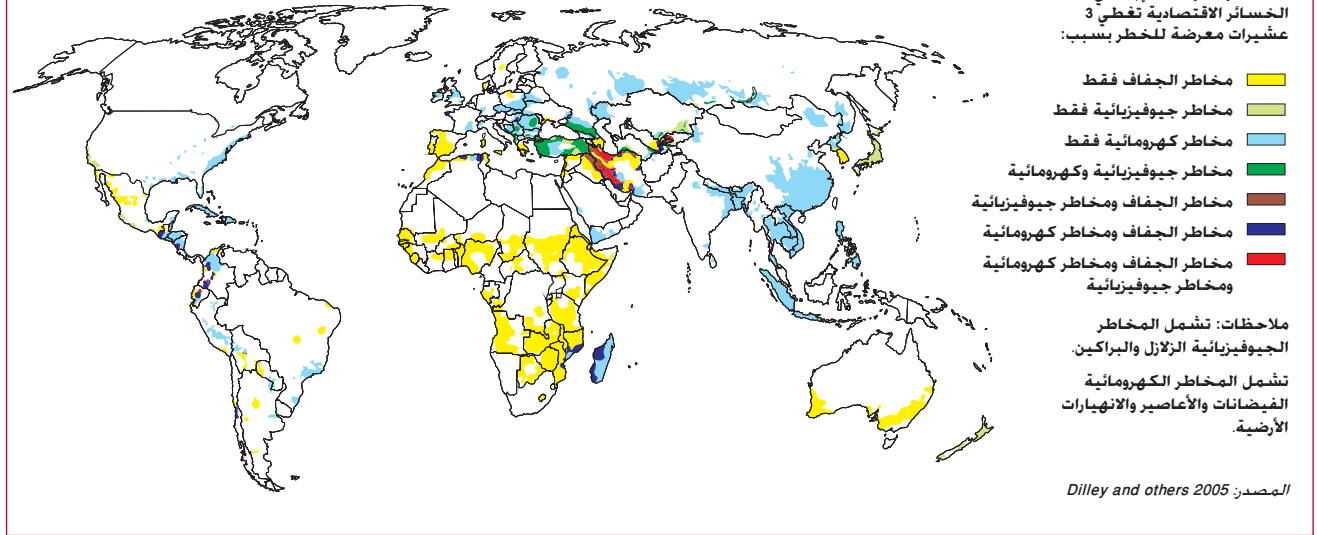 الخسائر الاقتصادية تغطي 3
عشيرات معرضة للخطر بسبب:
مخاطر الجفاف فقط
مخاطر جيوفيزيائية فقط
مخاطر كهرومائية فقط
مخاطر جيوفيزيائية وكهرومائية
مخاطر الجفاف ومخاطر جيوفيزيائية
مخاطر الجفاف ومخاطر كهرومائية
مخاطر الجفاف ومخاطر كهرومائية
ومخاطر جيوفيزيائية
ملاحظات: تشمل المخاطر
الجيوفيزيائية الزلازل والبراكين.
تشمل المخاطر الكهرومائية
الفيضانات والأعاصير والانهيارات
الأرضية.
المصدر: Dilley and others 2005